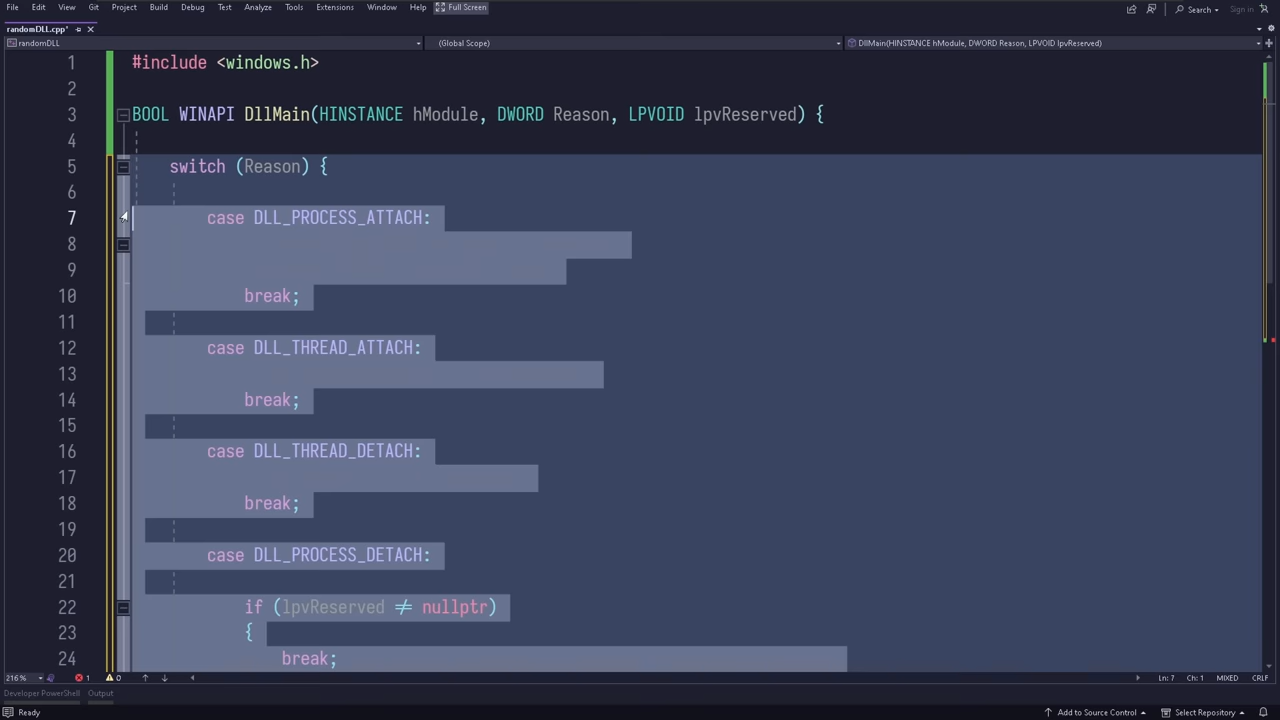 File Edit View Git Project Build Debug Test Analyze Tools Extensions Window Help Full Screen Search Sign in
randomDLL.cpp*
randomDLL (Global Scope) DllMain(HINSTANCE hModule, DWORD Reason, LPVOID lpvReserved)
1 #include <windows.h>
2
3 BOOL WINAPI DllMain(HINSTANCE hModule, DWORD Reason, LPVOID lpvReserved) {
4
5 switch (Reason) {
6
7 case DLL_PROCESS_ATTACH:
8
9
10 break;
11
12 case DLL_THREAD_ATTACH:
13
14 break;
15
16 case DLL_THREAD_DETACH:
17
18 break;
19
20 case DLL_PROCESS_DETACH:
21
22 if (lpvReserved ≠ nullptr)
23 {
24 break;
216 % 1 0 Ln: 7 Ch: 1 MIXED CRLF
Developer PowerShell Output
Ready Add to Source Control Select Repository